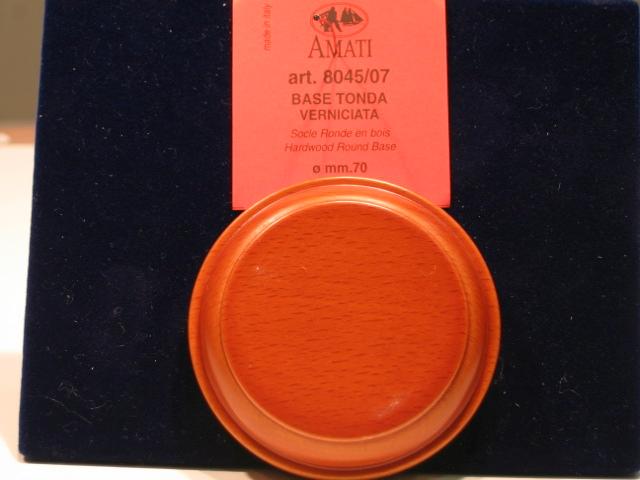 made in italy
AMATI
art. 8045/07
BASE TONDA
VERNICIATA
Socle Ronde en bois
Hardwood Round Base
ø mm.70